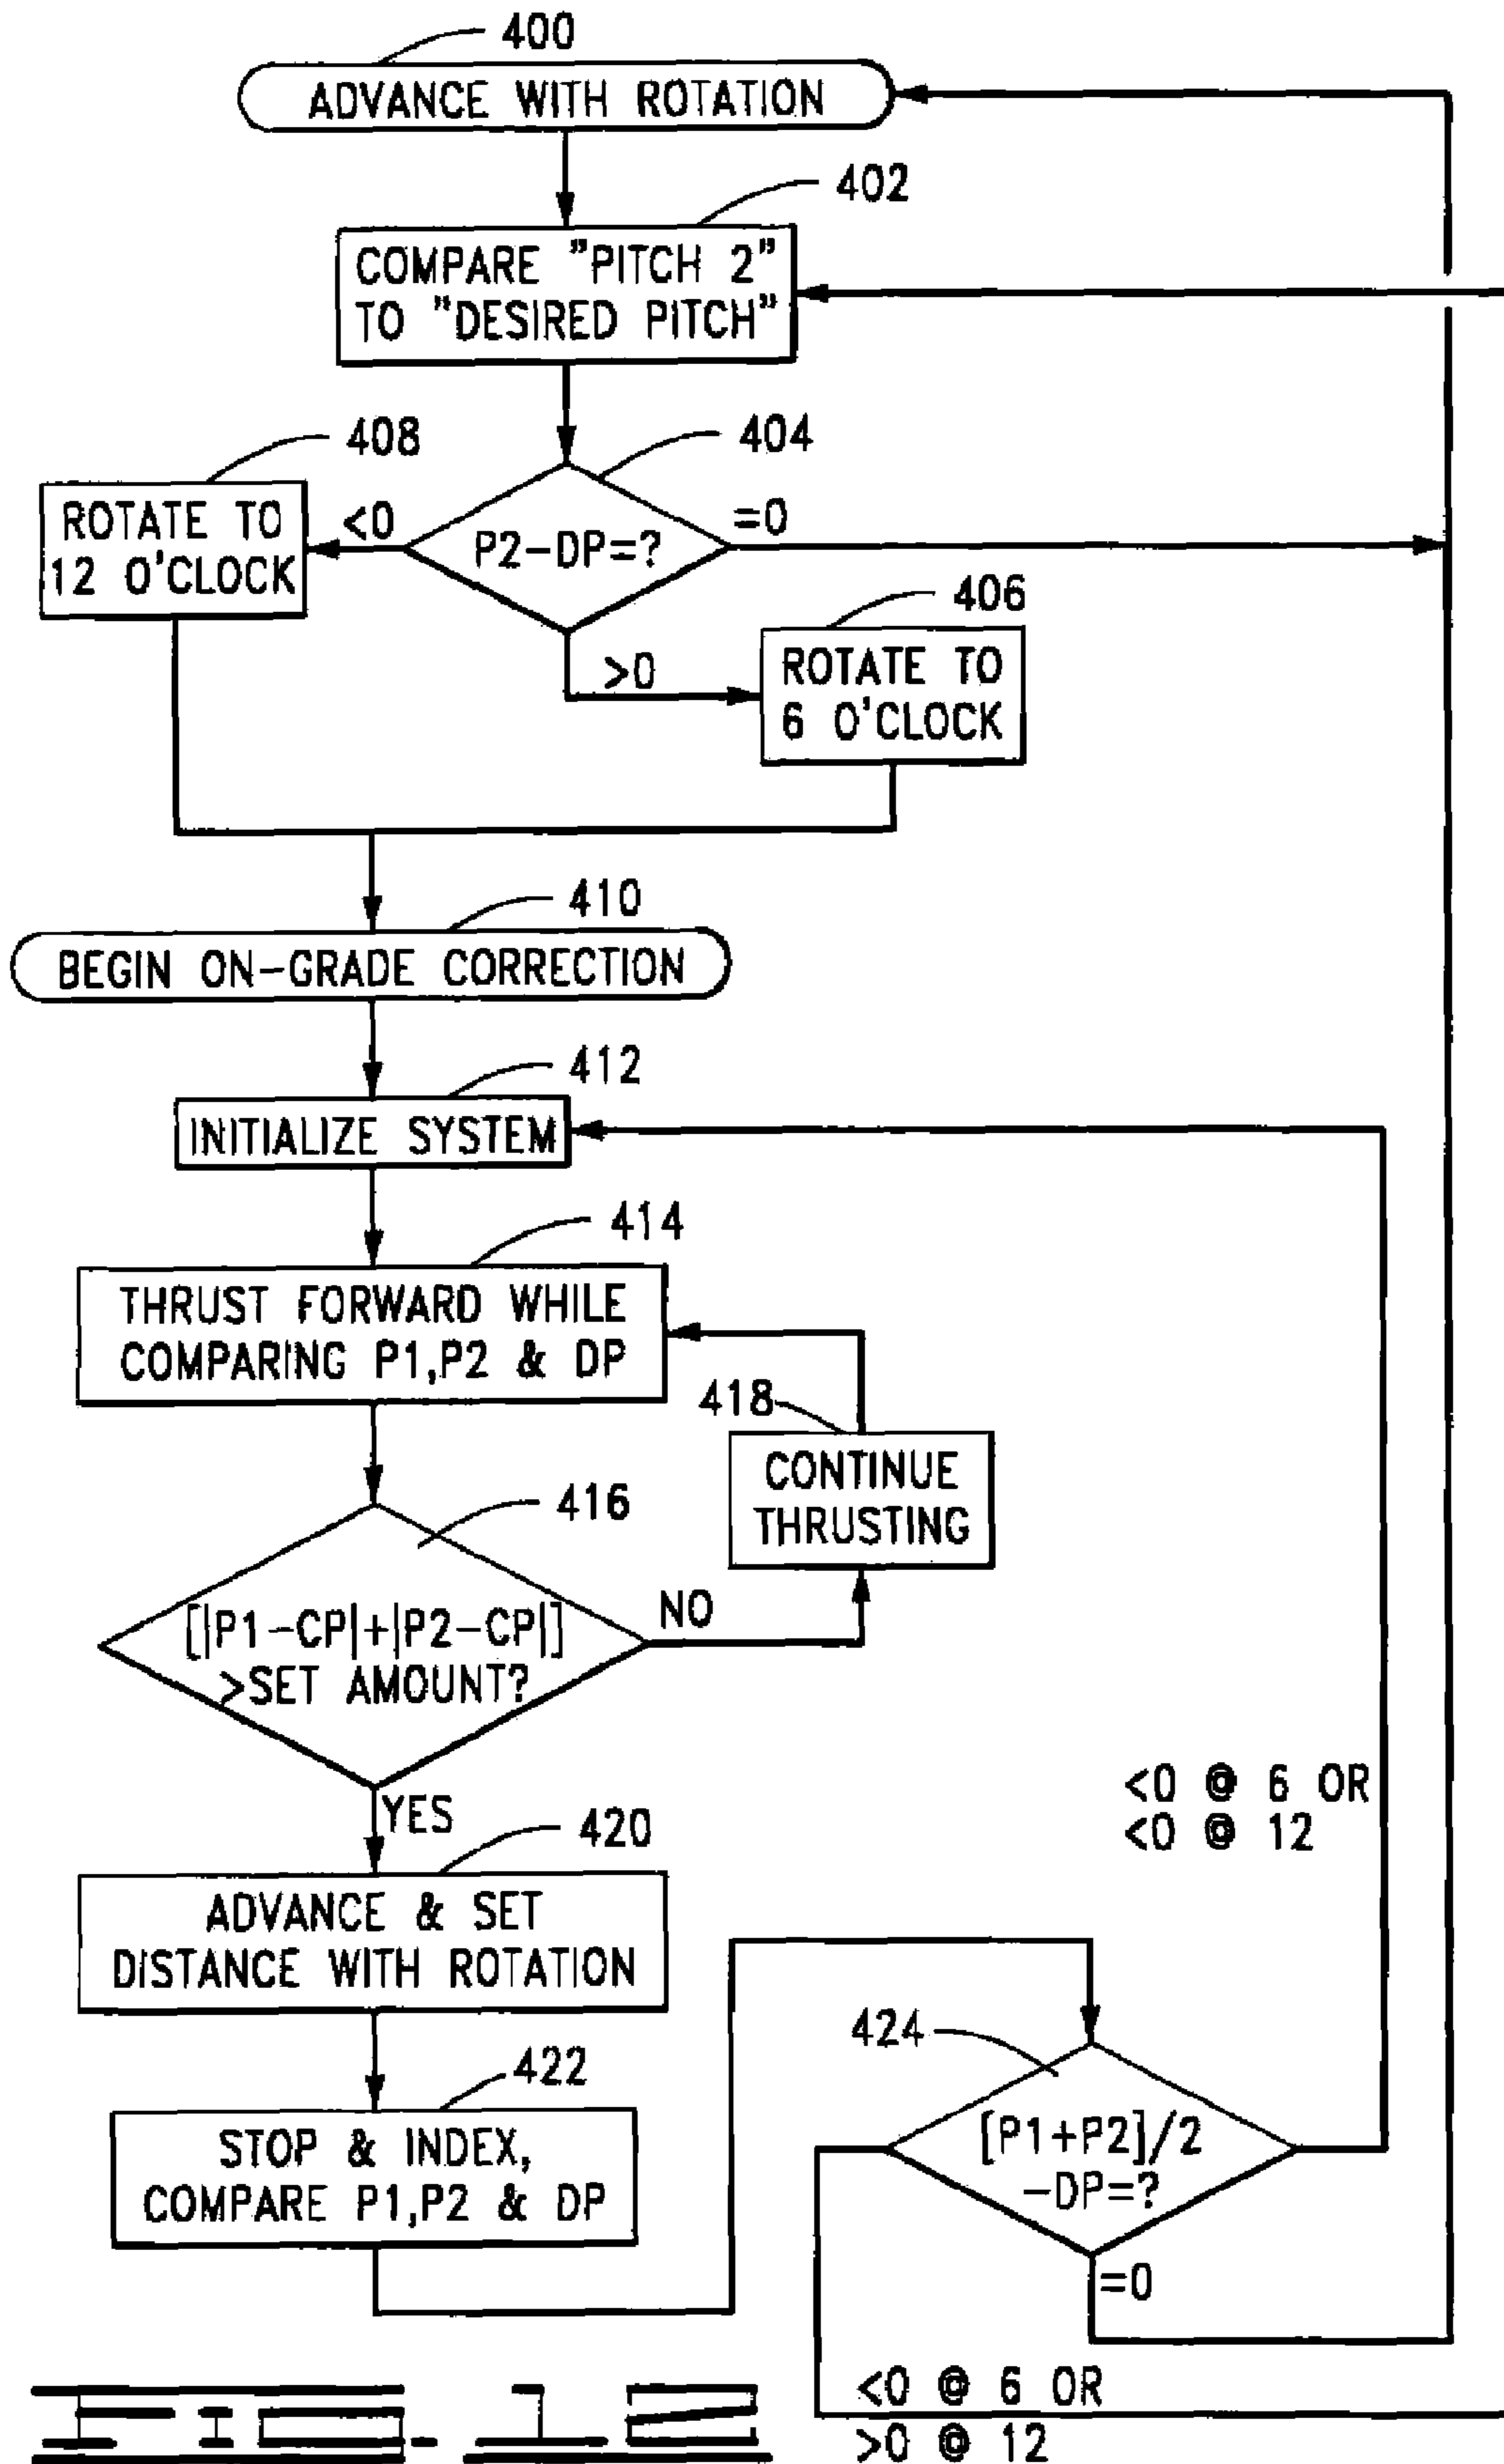 400
ADVANCE WITH ROTATION
402
COMPARE "PITCH 2"
TO "DESIRED PITCH"
408
404
ROTATE TO
12 O'CLOCK
<0
P2-DP=?
=0
406
>0
ROTATE TO
6 O'CLOCK
410
BEGIN ON-GRADE CORRECTION
412
INITIALIZE SYSTEM
414
THRUST FORWARD WHILE
COMPARING P1,P2 & DP
418
CONTINUE
THRUSTING
416
[|P1-CP|+|P2-CP|]
>SET AMOUNT?
NO
YES
<0 @ 6 OR
<0 @ 12
420
ADVANCE & SET
DISTANCE WITH ROTATION
424
422
STOP & INDEX,
COMPARE P1,P2 & DP
[P1+P2]/2
-DP=?
=0
<0 @ 6 OR
>0 @ 12